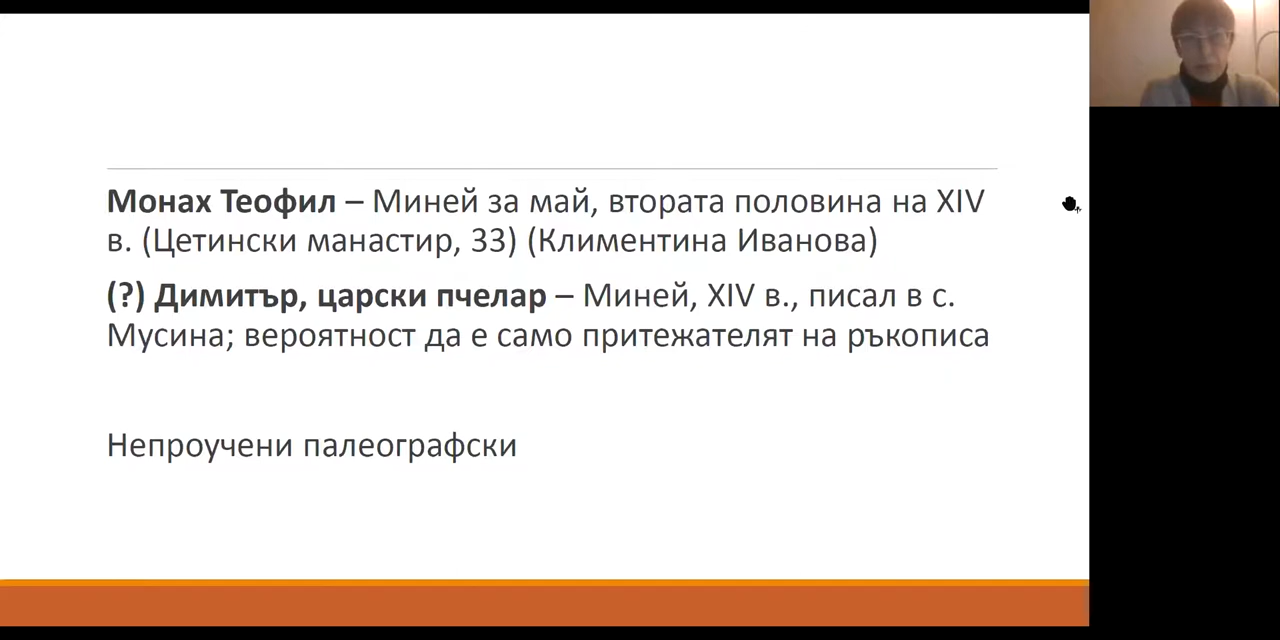 Монах Теофил – Миней за май, втората половина на XIV
в. (Цетински манастир, 33) (Климентина Иванова)
(?) Димитър, царски пчелар – Миней, XIV в., писал в с.
Мусина; вероятност да е само притежателят на ръкописа
Непроучени палеографски